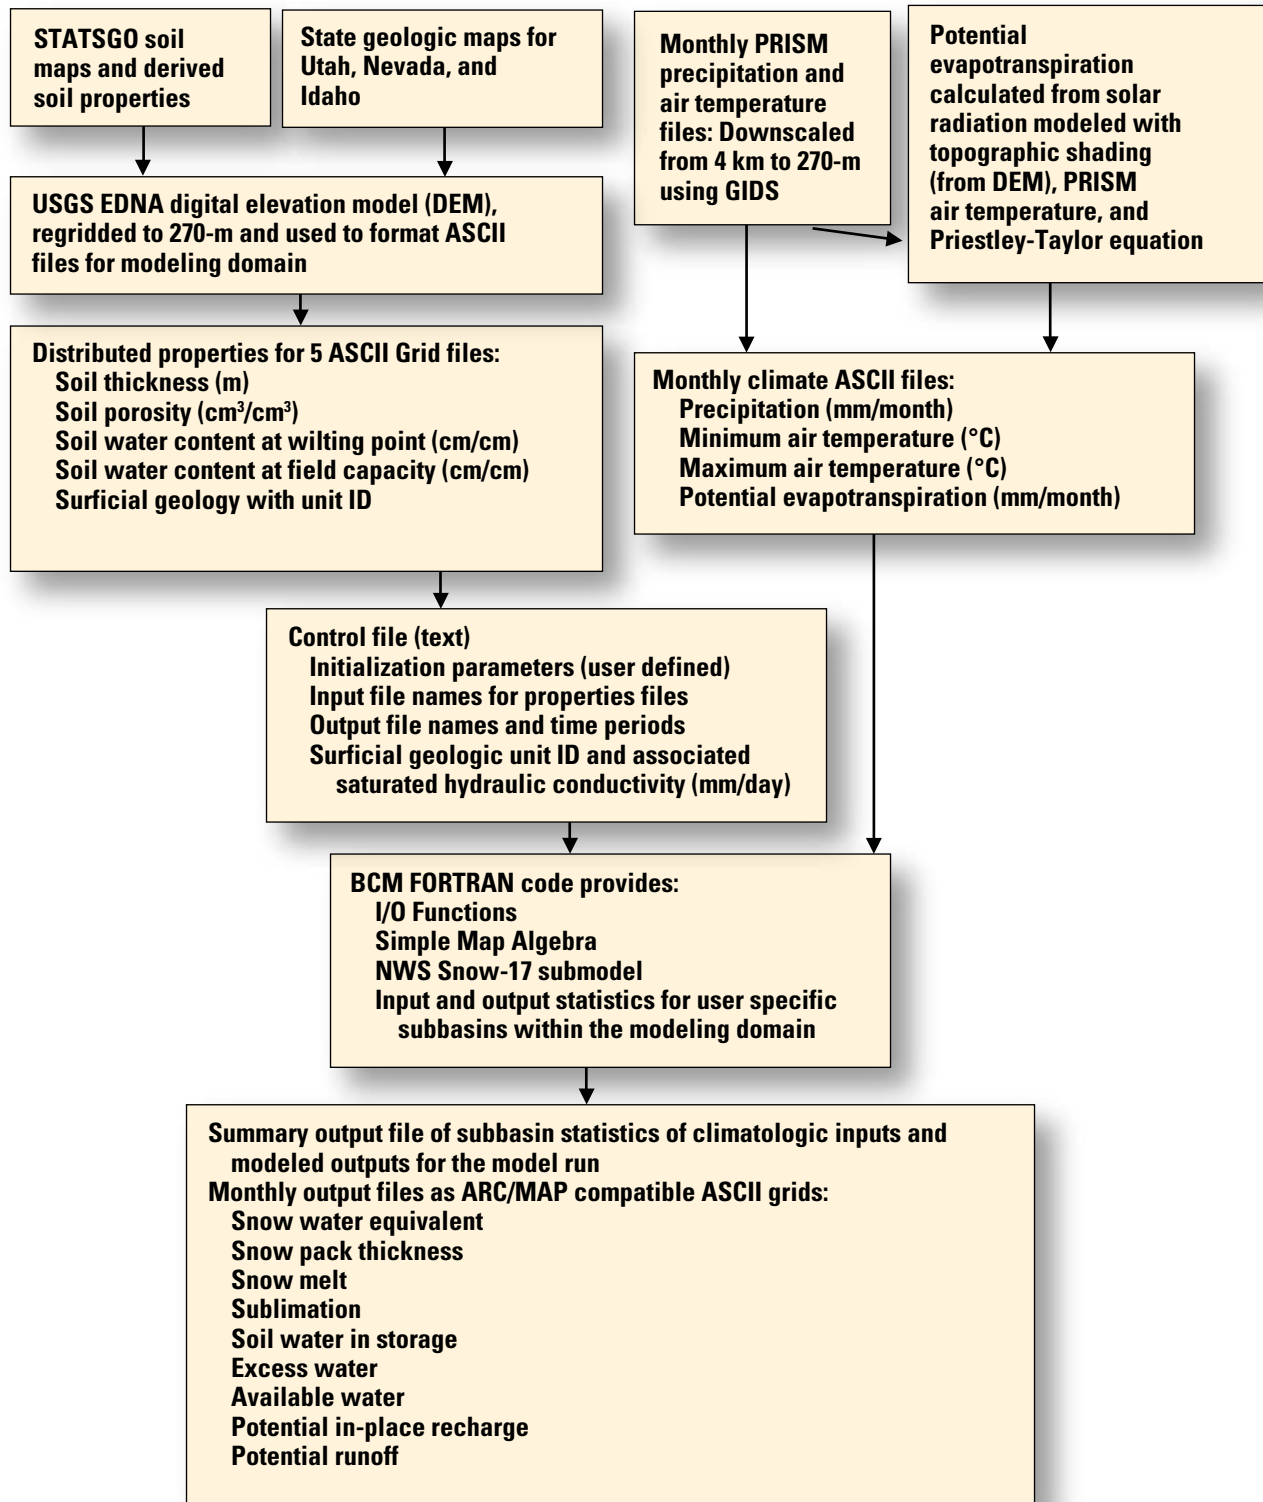 STATSGO soil
maps and derived
soil properties
State geologic maps for
Utah, Nevada, and
Idaho
Monthly PRISM
precipitation and
air temperature
files: Downscaled
from 4 km to 270-m
using GIDS
Potential
evapotranspiration
calculated from solar
radiation modeled with
topographic shading
(from DEM), PRISM
air temperature, and
Priestley-Taylor equation
USGS EDNA digital elevation model (DEM),
regridded to 270-m and used to format ASCII
files for modeling domain
Distributed properties for 5 ASCII Grid files:
Soil thickness (m)
Soil porosity (cm³/cm³)
Soil water content at wilting point (cm/cm)
Soil water content at field capacity (cm/cm)
Surficial geology with unit ID
Monthly climate ASCII files:
Precipitation (mm/month)
Minimum air temperature (°C)
Maximum air temperature (°C)
Potential evapotranspiration (mm/month)
Control file (text)
Initialization parameters (user defined)
Input file names for properties files
Output file names and time periods
Surficial geologic unit ID and associated
saturated hydraulic conductivity (mm/day)
BCM FORTRAN code provides:
I/O Functions
Simple Map Algebra
NWS Snow-17 submodel
Input and output statistics for user specific
subbasins within the modeling domain
Summary output file of subbasin statistics of climatologic inputs and
modeled outputs for the model run
Monthly output files as ARC/MAP compatible ASCII grids:
Snow water equivalent
Snow pack thickness
Snow melt
Sublimation
Soil water in storage
Excess water
Available water
Potential in-place recharge
Potential runoff